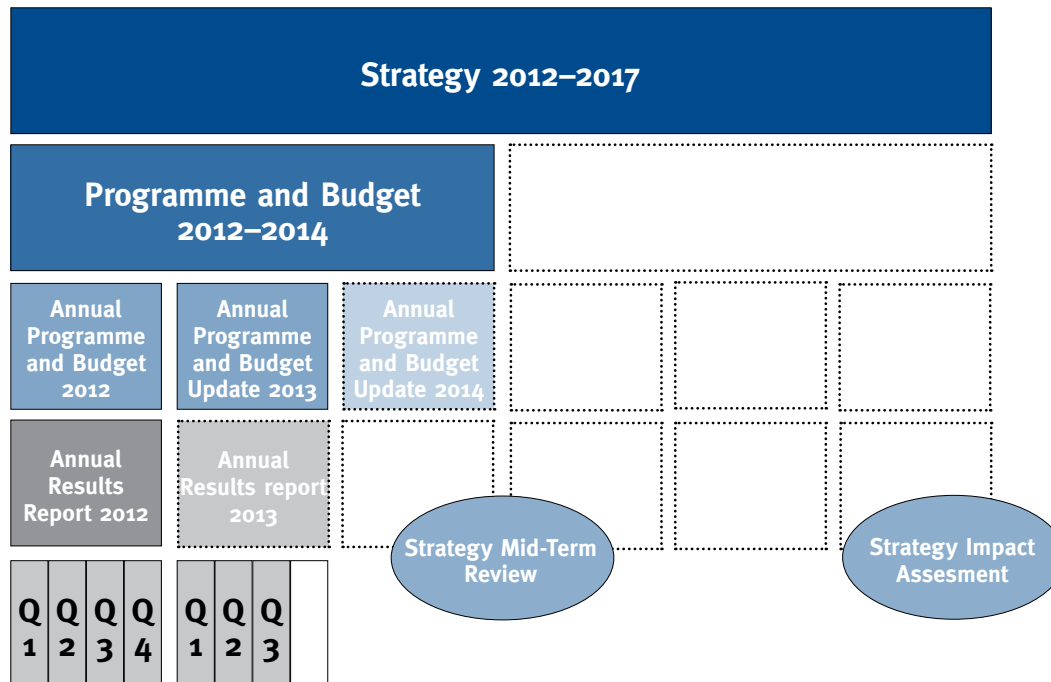 Strategy 2012–2017
Programme and Budget
2012–2014
Annual
Programme
and Budget
2012
Annual
Programme
and Budget
Update 2013
Annual
Programme
and Budget
Update 2014
Annual
Results
Report 2012
Annual
Results report
2013
Strategy Mid-Term
Review
Strategy Impact
Assesment
Q Q Q Q
1 2 3 4
Q Q Q
1 2 3